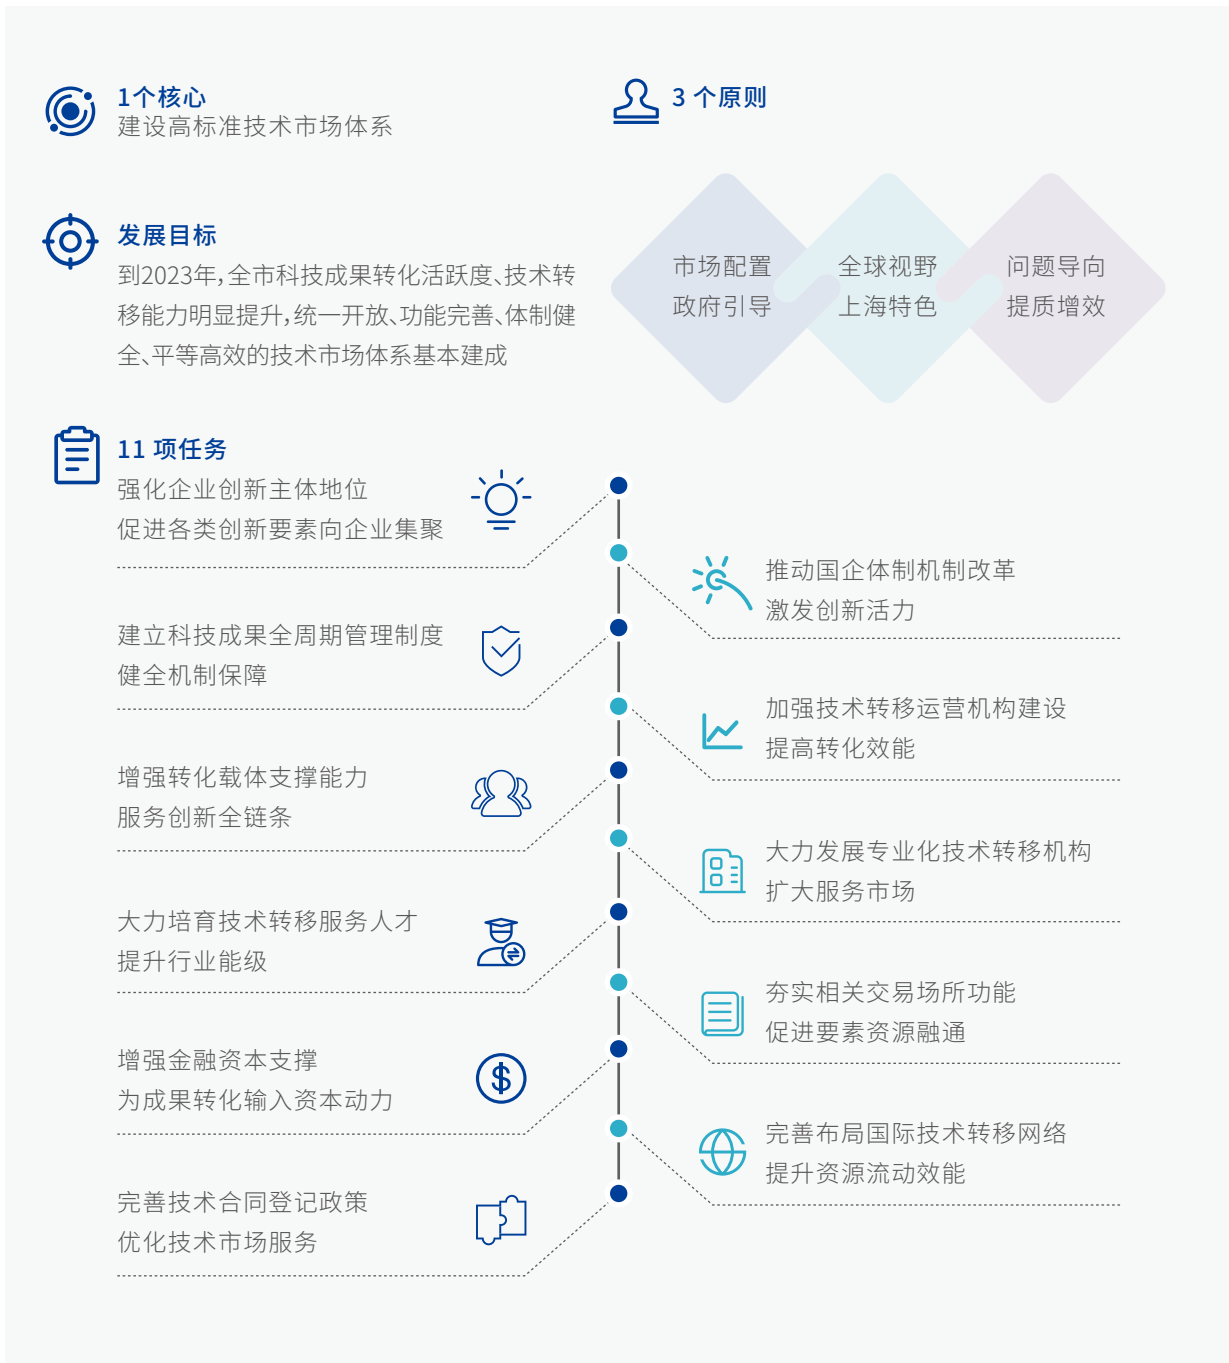 1个核心
建设高标准技术市场体系
3 个原则
市场配置
政府引导
全球视野
上海特色
问题导向
提质增效
发展目标
到2023年，全市科技成果转化活跃度、技术转
移能力明显提升，统一开放、功能完善、体制健
全、平等高效的技术市场体系基本建成
11 项任务
强化企业创新主体地位
促进各类创新要素向企业集聚
推动国企体制机制改革
激发创新活力
建立科技成果全周期管理制度
健全机制保障
加强技术转移运营机构建设
提高转化效能
增强转化载体支撑能力
服务创新全链条
大力发展专业化技术转移机构
扩大服务市场
大力培育技术转移服务人才
提升行业能级
夯实相关交易场所功能
促进要素资源融通
增强金融资本支撑
为成果转化输入资本动力
完善布局国际技术转移网络
提升资源流动效能
完善技术合同登记政策
优化技术市场服务